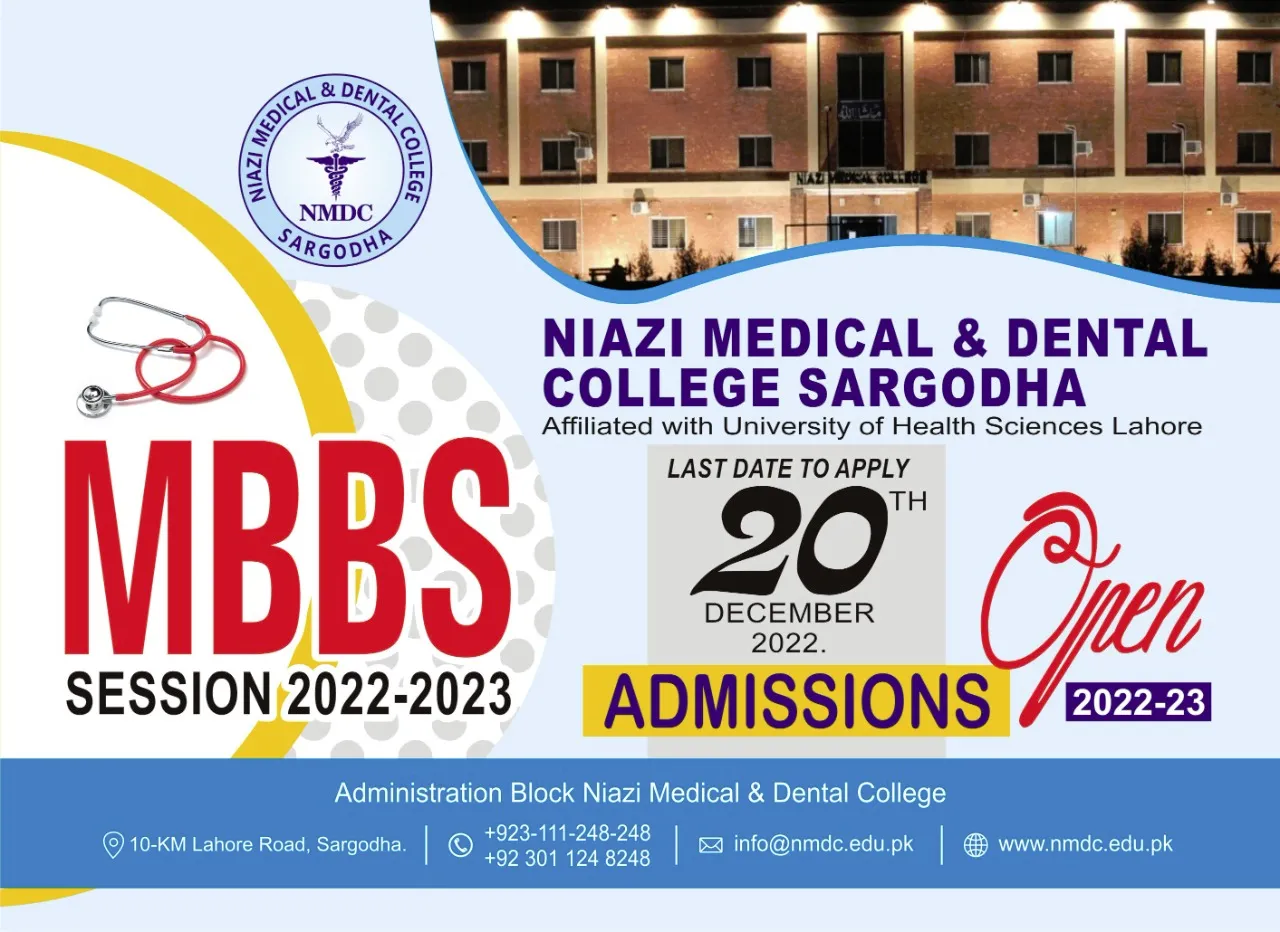 NIAZI MEDICAL & DENTAL COLLEGE
NMDC
SARGODHA
ماشاءاللہ
NIAZI MEDICAL COLLEGE
NIAZI MEDICAL & DENTAL
COLLEGE SARGODHA
Affiliated with University of Health Sciences Lahore
LAST DATE TO APPLY
20TH
DECEMBER
2022.
MBBS
SESSION 2022-2023
ADMISSIONS
Open
2022-23
Administration Block Niazi Medical & Dental College
10-KM Lahore Road, Sargodha.
+923-111-248-248
+92 301 124 8248
info@nmdc.edu.pk
www.nmdc.edu.pk